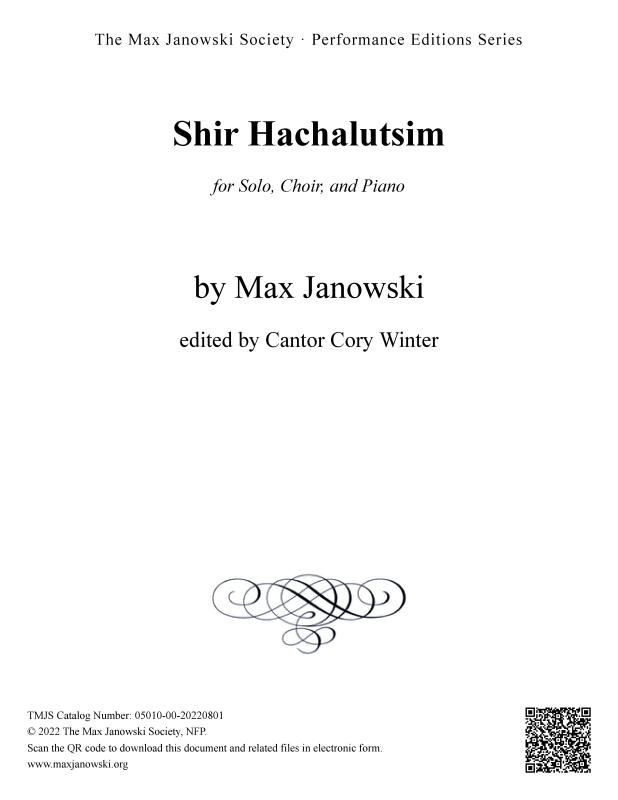 The Max Janowski Society · Performance Editions Series
Shir Hachalutsim
for Solo, Choir, and Piano
by Max Janowski
edited by Cantor Cory Winter
TMJS Catalog Number: 05010-00-20220801
© 2022 The Max Janowski Society, NFP.
Scan the QR code to download this document and related files in electronic form.
www.maxjanowski.org